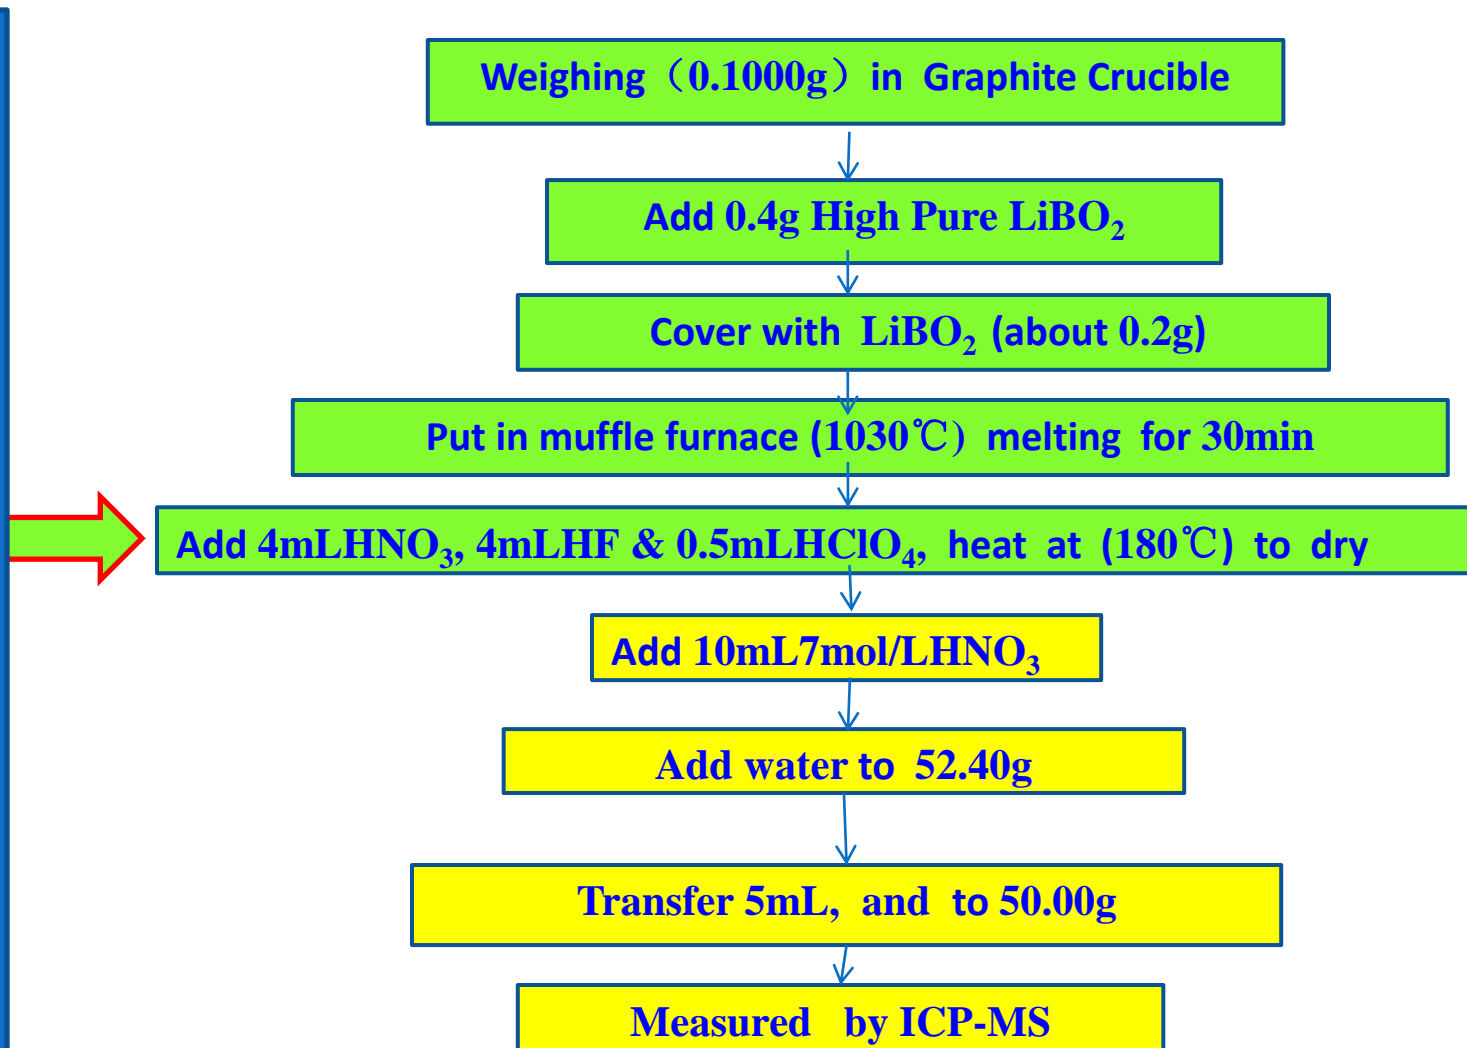 Weighing（0.1000g）in Graphite Crucible
Add 0.4g High Pure LiBO₂
Cover with LiBO₂ (about 0.2g)
Put in muffle furnace (1030℃) melting for 30min
Add 4mLHNO₃, 4mLHF & 0.5mLHClO₄, heat at (180℃) to dry
Add 10mL7mol/LHNO₃
Add water to 52.40g
Transfer 5mL, and to 50.00g
Measured by ICP-MS